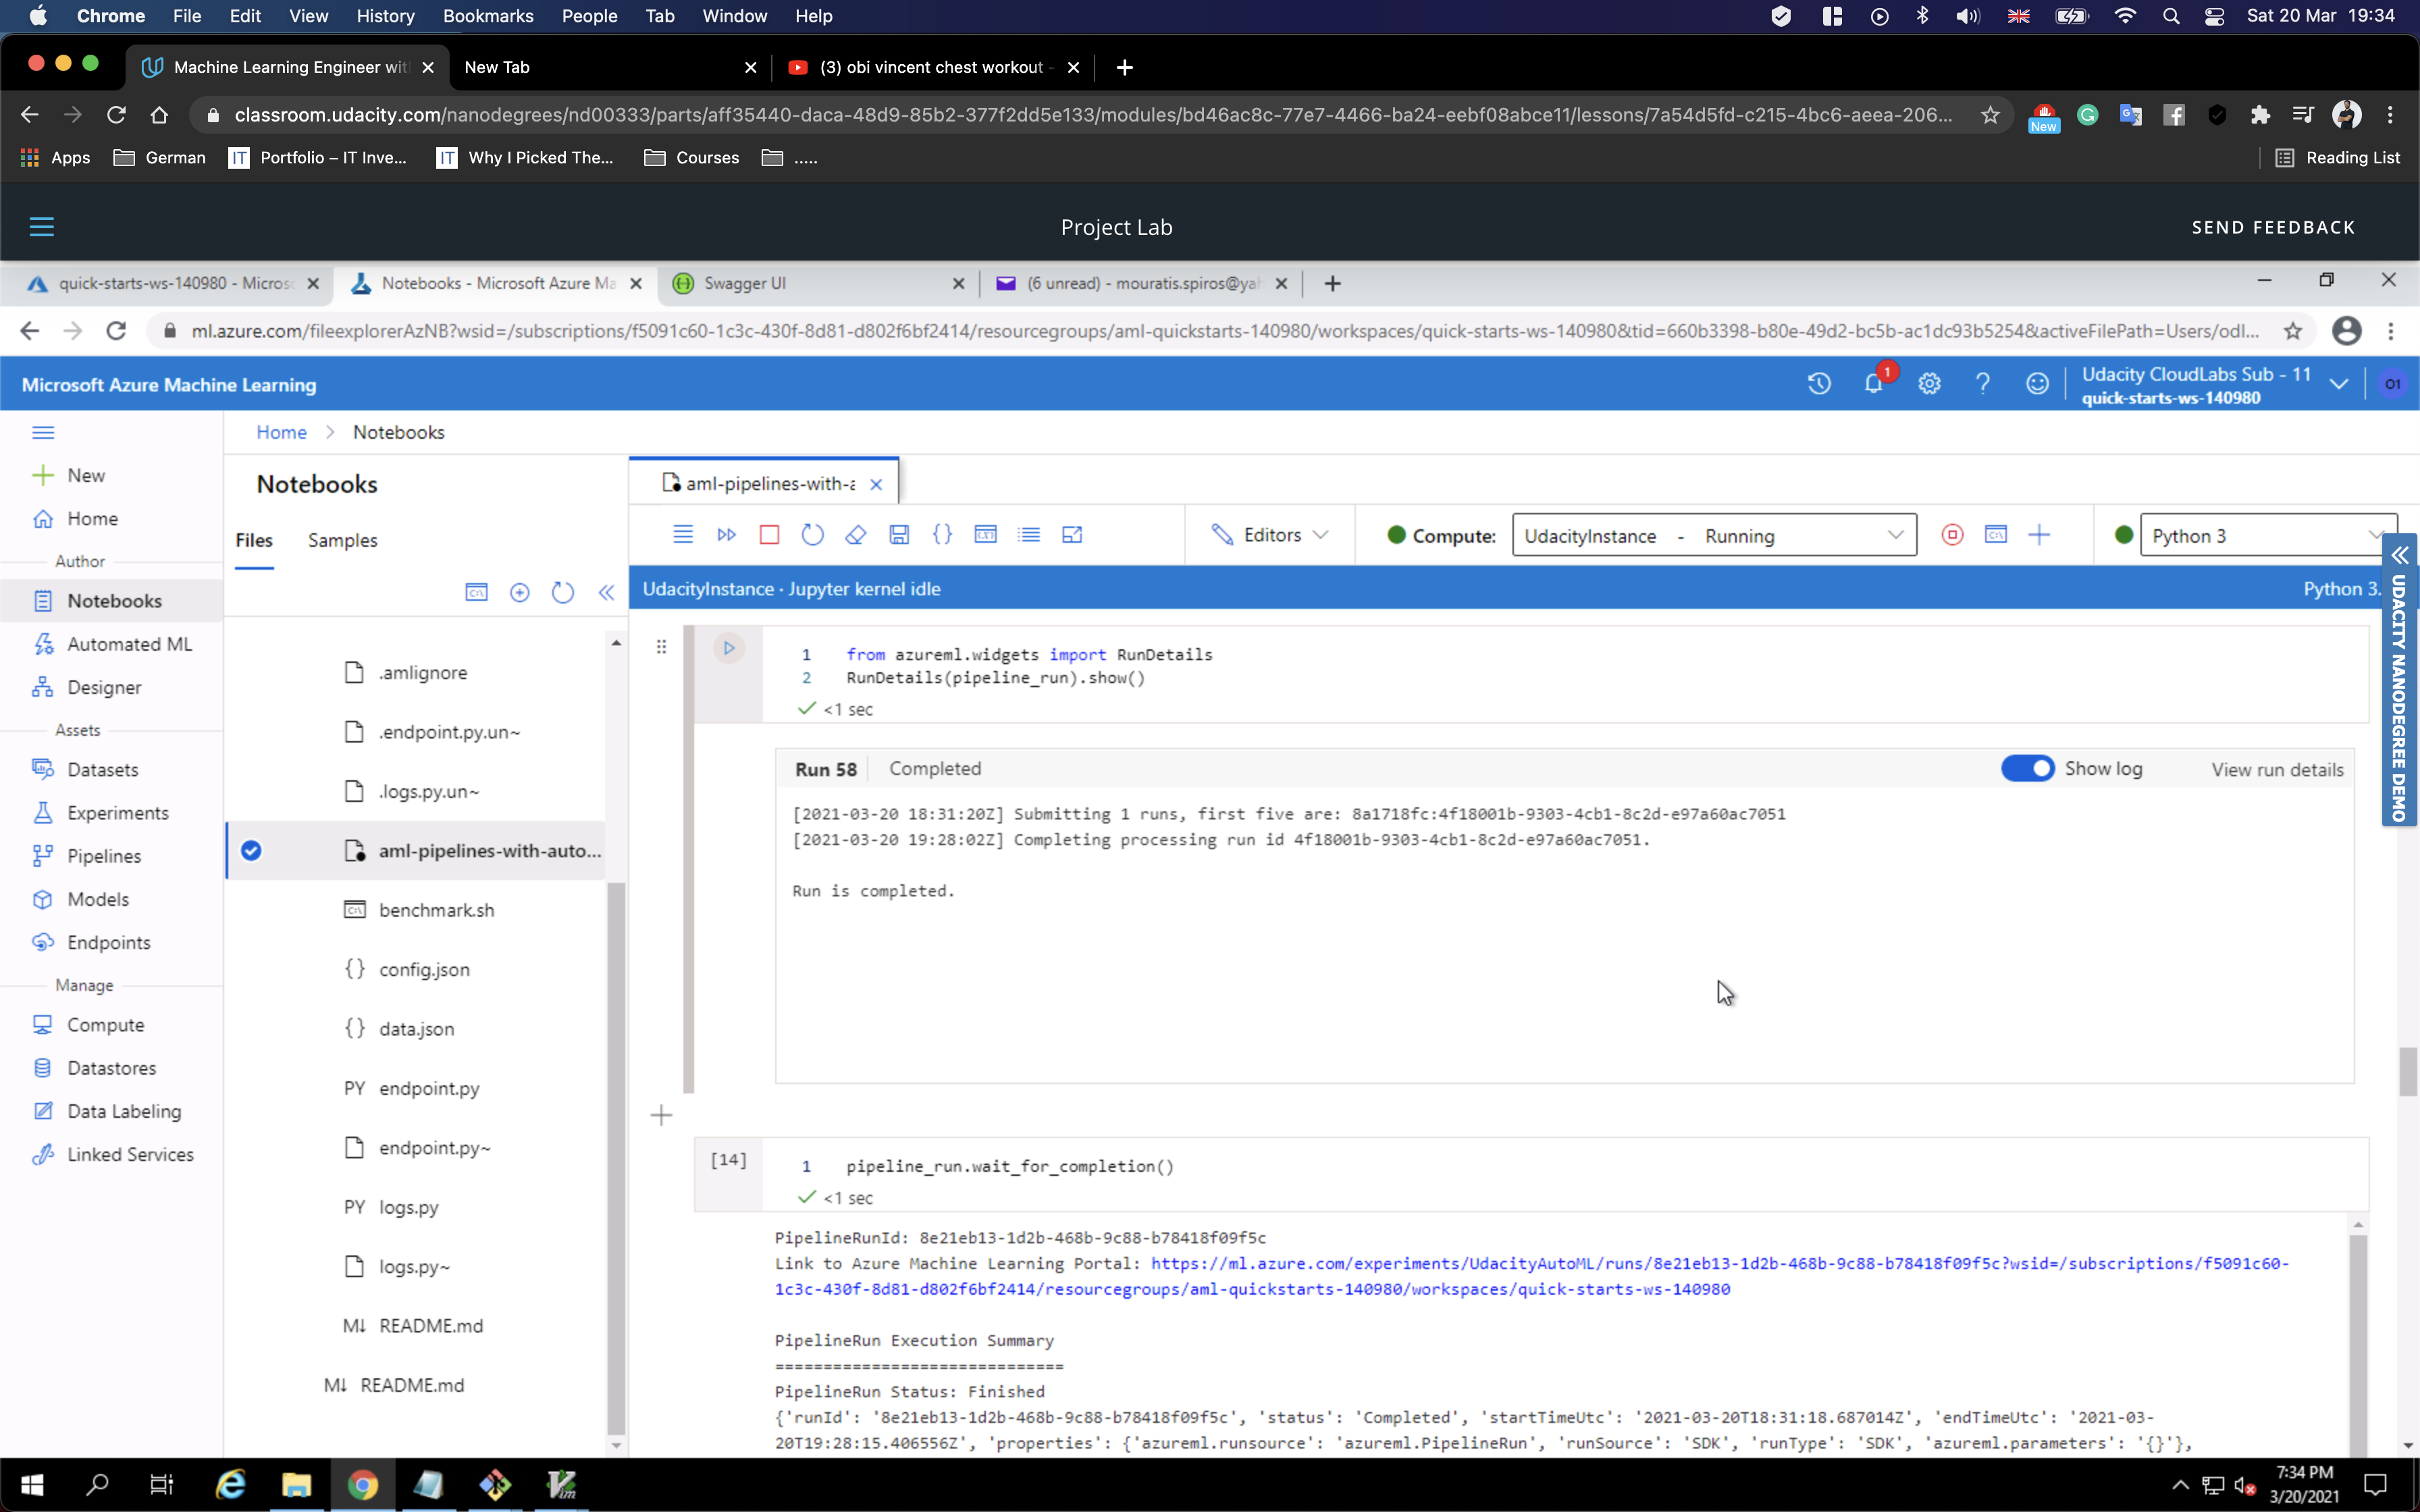 Chrome File Edit View History Bookmarks People Tab Window Help Sat 20 Mar 19:34
Machine Learning Engineer wit New Tab (3) obi vincent chest workout -
classroom.udacity.com/nanodegrees/nd00333/parts/aff35440-daca-48d9-85b2-377f2dd5e133/modules/bd46ac8c-77e7-4466-ba24-eebf08abce11/lessons/7a54d5fd-c215-4bc6-aeea-206... New
Apps German IT Portfolio – IT Inve... IT Why I Picked The... Courses ..... Reading List
Project Lab SEND FEEDBACK
quick-starts-ws-140980 - Micros Notebooks - Microsoft Azure Ma Swagger UI (6 unread) - mouratis.spiros@yah
ml.azure.com/fileexplorerAzNB?wsid=/subscriptions/f5091c60-1c3c-430f-8d81-d802f6bf2414/resourcegroups/aml-quickstarts-140980/workspaces/quick-starts-ws-140980&tid=660b3398-b80e-49d2-bc5b-ac1dc93b5254&activeFilePath=Users/odl...
Microsoft Azure Machine Learning 1 Udacity CloudLabs Sub - 11 O1
quick-starts-ws-140980
Home > Notebooks
New
Home
Author
Notebooks
Automated ML
Designer
Assets
Datasets
Experiments
Pipelines
Models
Endpoints
Manage
Compute
Datastores
Data Labeling
Linked Services
Notebooks
Files Samples
.amlignore
.endpoint.py.un~
.logs.py.un~
aml-pipelines-with-auto...
benchmark.sh
{} config.json
{} data.json
PY endpoint.py
endpoint.py~
PY logs.py
logs.py~
M↓ README.md
M↓ README.md
aml-pipelines-with-a
Editors Compute: UdacityInstance - Running Python 3
UdacityInstance · Jupyter kernel idle Python 3.
UDACITY NANODEGREE DEMO
1 from azureml.widgets import RunDetails
2 RunDetails(pipeline_run).show()
<1 sec
Run 58 Completed Show log View run details
[2021-03-20 18:31:20Z] Submitting 1 runs, first five are: 8a1718fc:4f18001b-9303-4cb1-8c2d-e97a60ac7051
[2021-03-20 19:28:02Z] Completing processing run id 4f18001b-9303-4cb1-8c2d-e97a60ac7051.
Run is completed.
[14] 1 pipeline_run.wait_for_completion()
<1 sec
PipelineRunId: 8e21eb13-1d2b-468b-9c88-b78418f09f5c
Link to Azure Machine Learning Portal: https://ml.azure.com/experiments/UdacityAutoML/runs/8e21eb13-1d2b-468b-9c88-b78418f09f5c?wsid=/subscriptions/f5091c60-
1c3c-430f-8d81-d802f6bf2414/resourcegroups/aml-quickstarts-140980/workspaces/quick-starts-ws-140980
PipelineRun Execution Summary
==============================
PipelineRun Status: Finished
{'runId': '8e21eb13-1d2b-468b-9c88-b78418f09f5c', 'status': 'Completed', 'startTimeUtc': '2021-03-20T18:31:18.687014Z', 'endTimeUtc': '2021-03-
20T19:28:15.406556Z', 'properties': {'azureml.runsource': 'azureml.PipelineRun', 'runSource': 'SDK', 'runType': 'SDK', 'azureml.parameters': '{}'},
7:34 PM
3/20/2021